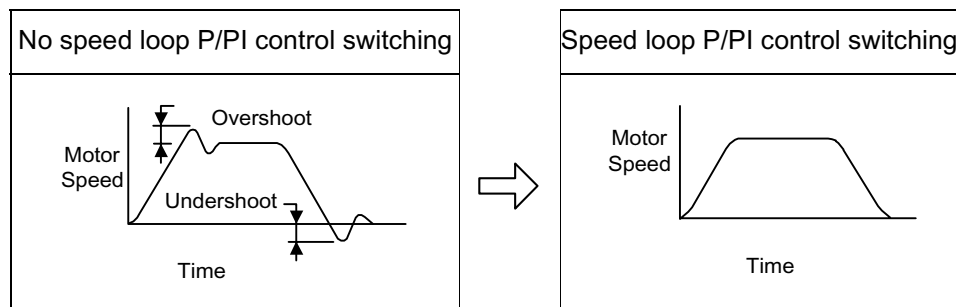 No speed loop P/PI control switching
Overshoot
Motor
Speed
Undershoot
Time
Speed loop P/PI control switching
Motor
Speed
Time